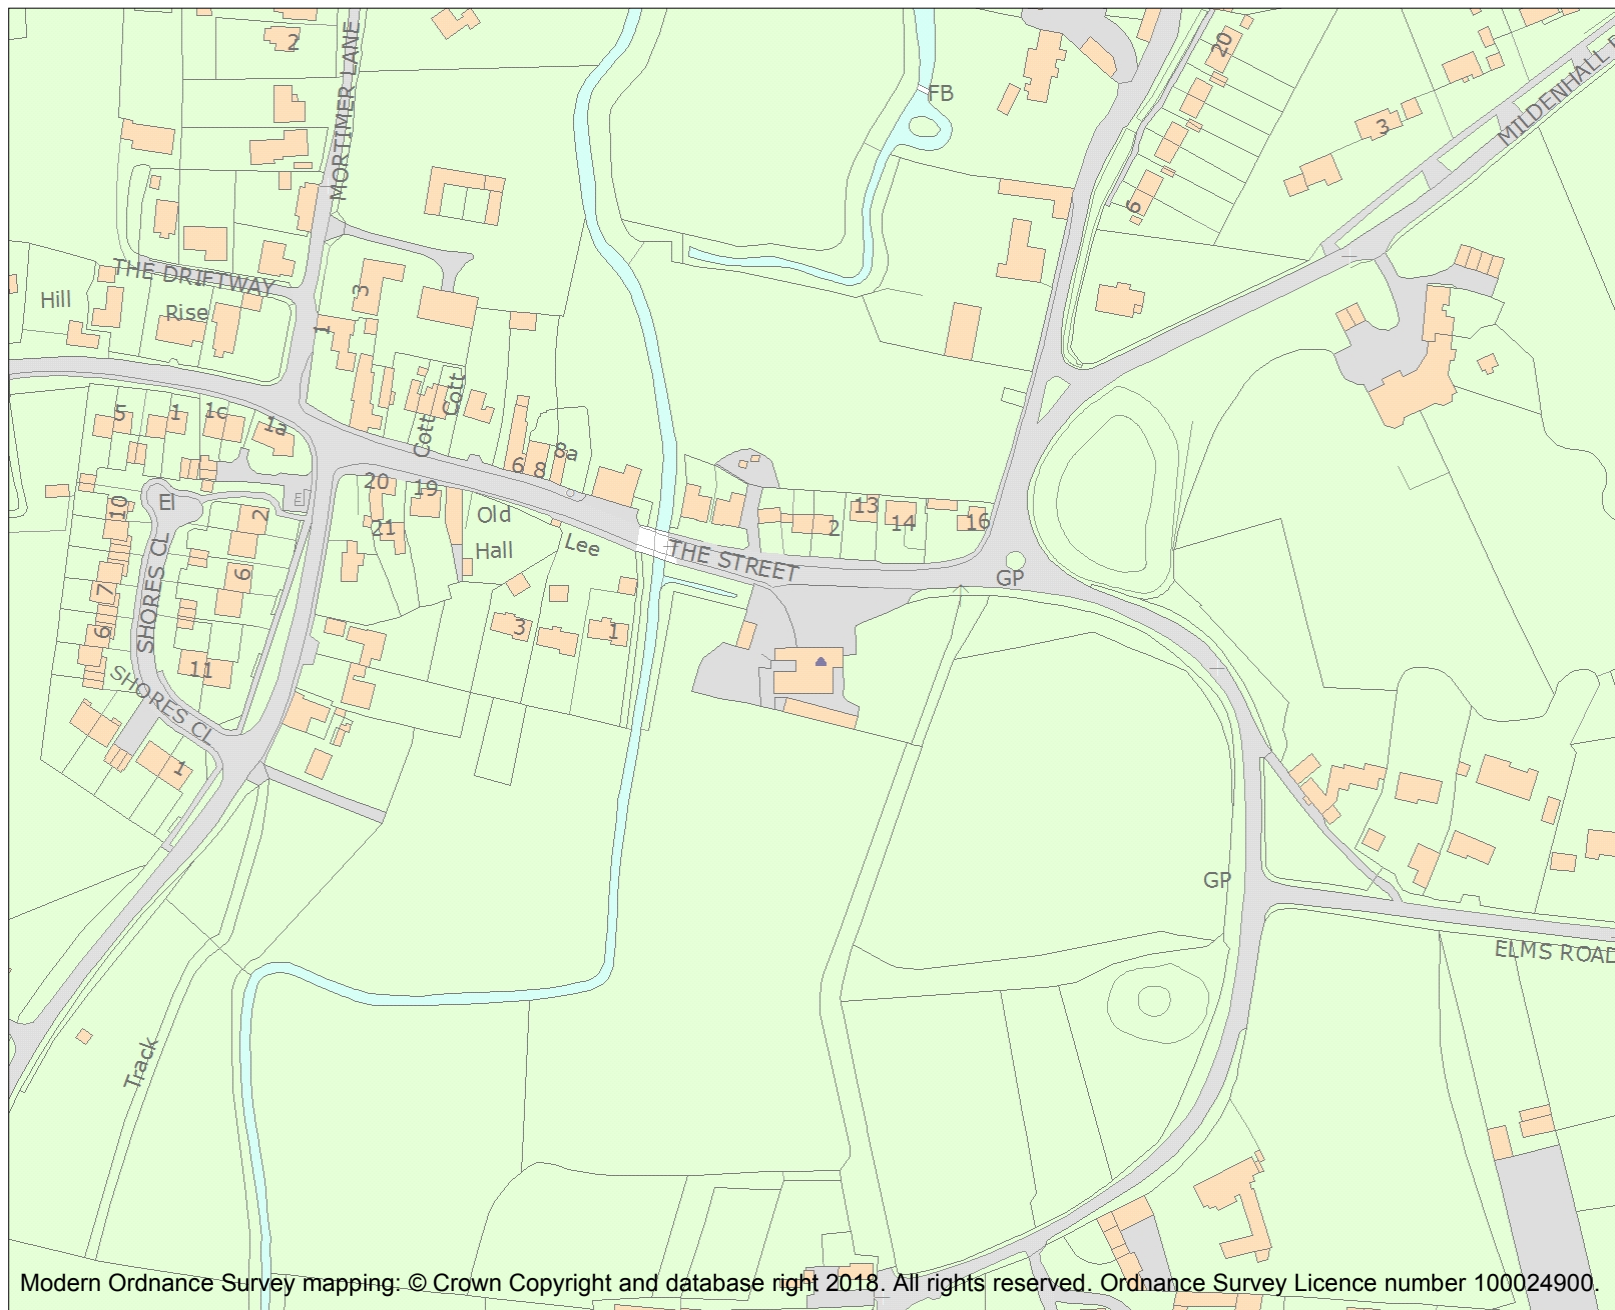 2
MORTIMER LANE
20
FB
MILDENHALL
3
6
THE DRIFTWAY
Hill
Rise
3
1
Cott
Cott
5
1
1c
1a
6
8
8a
El
E
10
2
20
19
21
Old
Hall
Lee
13
14
2
16
THE STREET
GP
SHORES CL
7
6
6
11
3
1
SHORES CL
1
GP
ELMS ROAD
Track
Modern Ordnance Survey mapping: © Crown Copyright and database right 2018. All rights reserved. Ordnance Survey Licence number 100024900.